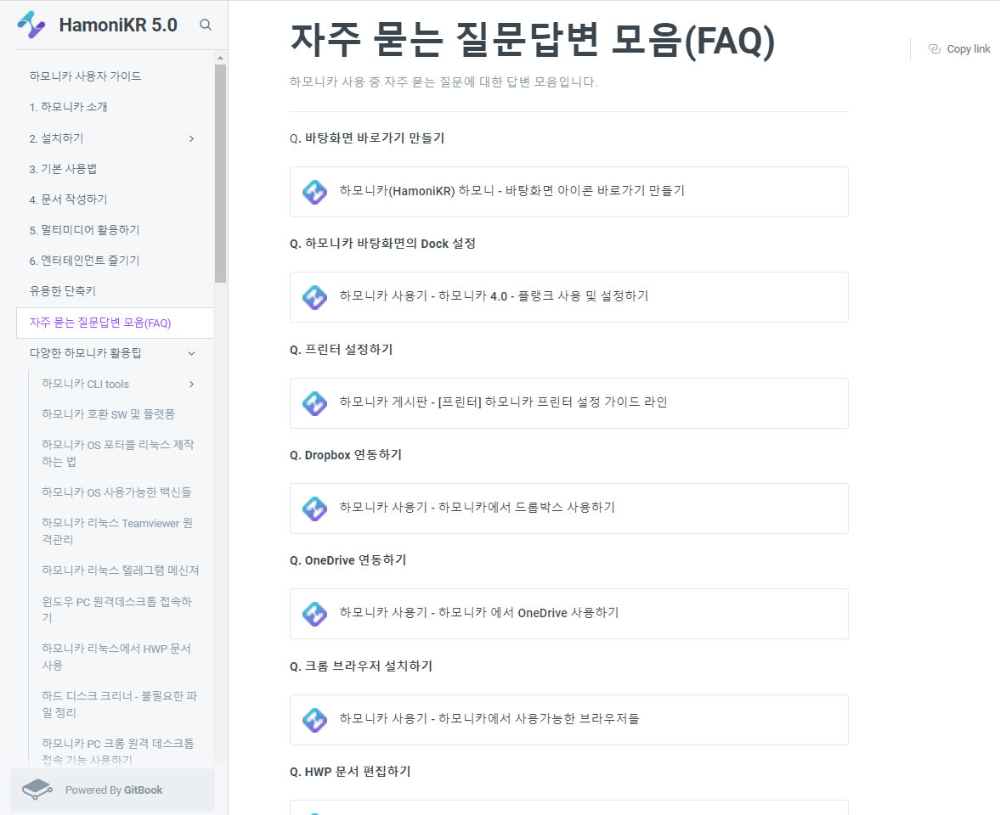 HamoniKR 5.0
하모니카 사용자 가이드
1. 하모니카 소개
2. 설치하기
3. 기본 사용법
4. 문서 작성하기
5. 멀티미디어 활용하기
6. 엔터테인먼트 즐기기
유용한 단축키
자주 묻는 질문답변 모음(FAQ)
다양한 하모니카 활용팁
하모니카 CLI tools
하모니카 호환 SW 및 플랫폼
하모니카 OS 포터블 리눅스 제작
하는 법
하모니카 OS 사용가능한 백신들
하모니카 리눅스 Teamviewer 원
격관리
하모니카 리눅스 텔레그램 메신져
윈도우 PC 원격데스크톱 접속하
기
하모니카 리눅스에서 HWP 문서
사용
하드 디스크 크리너 - 불필요한 파
일 정리
하모니카 PC 크롬 원격 데스크톱
접속 기능 사용하기
Powered By GitBook
자주 묻는 질문답변 모음(FAQ)
Copy link
하모니카 사용 중 자주 묻는 질문에 대한 답변 모음입니다.
Q. 바탕화면 바로가기 만들기
하모니카(HamoniKR) 하모니 - 바탕화면 아이콘 바로가기 만들기
Q. 하모니카 바탕화면의 Dock 설정
하모니카 사용기 - 하모니카 4.0 - 플랭크 사용 및 설정하기
Q. 프린터 설정하기
하모니카 게시판 - [프린터] 하모니카 프린터 설정 가이드 라인
Q. Dropbox 연동하기
하모니카 사용기 - 하모니카에서 드롭박스 사용하기
Q. OneDrive 연동하기
하모니카 사용기 - 하모니카 에서 OneDrive 사용하기
Q. 크롬 브라우저 설치하기
하모니카 사용기 - 하모니카에서 사용가능한 브라우저들
Q. HWP 문서 편집하기